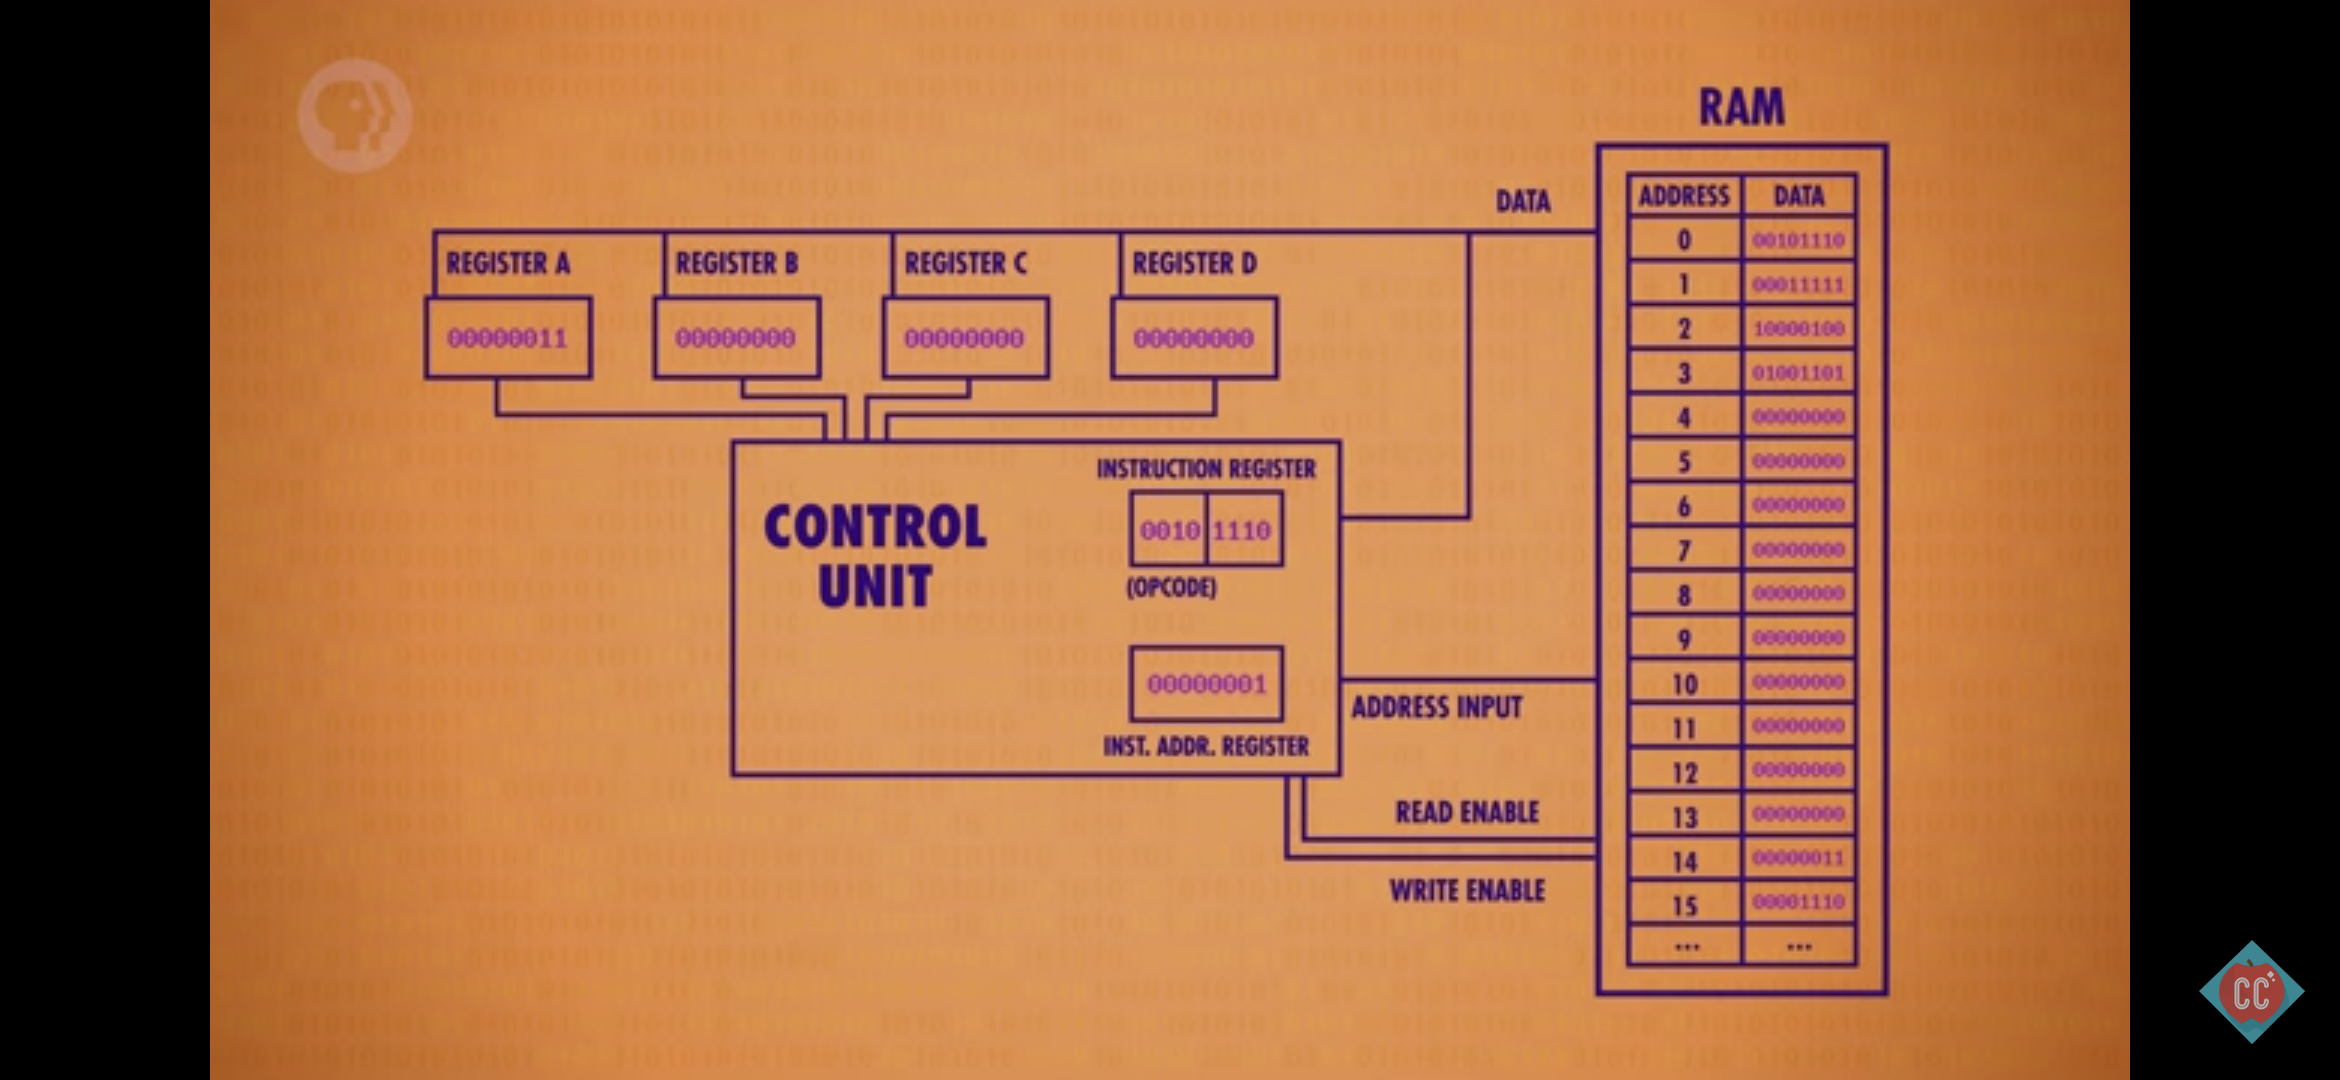 RAM
DATA
ADDRESS DATA
0 00101110
1 00011111
2 10000100
3 01001101
4 00000000
5 00000000
6 00000000
7 00000000
8 00000000
9 00000000
10 00000000
11 00000000
12 00000000
13 00000000
14 00000011
15 00001110
... ...
REGISTER A
00000011
REGISTER B
00000000
REGISTER C
00000000
REGISTER D
00000000
CONTROL
UNIT
INSTRUCTION REGISTER
0010 1110
(OPCODE)
00000001
INST. ADDR. REGISTER
ADDRESS INPUT
READ ENABLE
WRITE ENABLE
CC